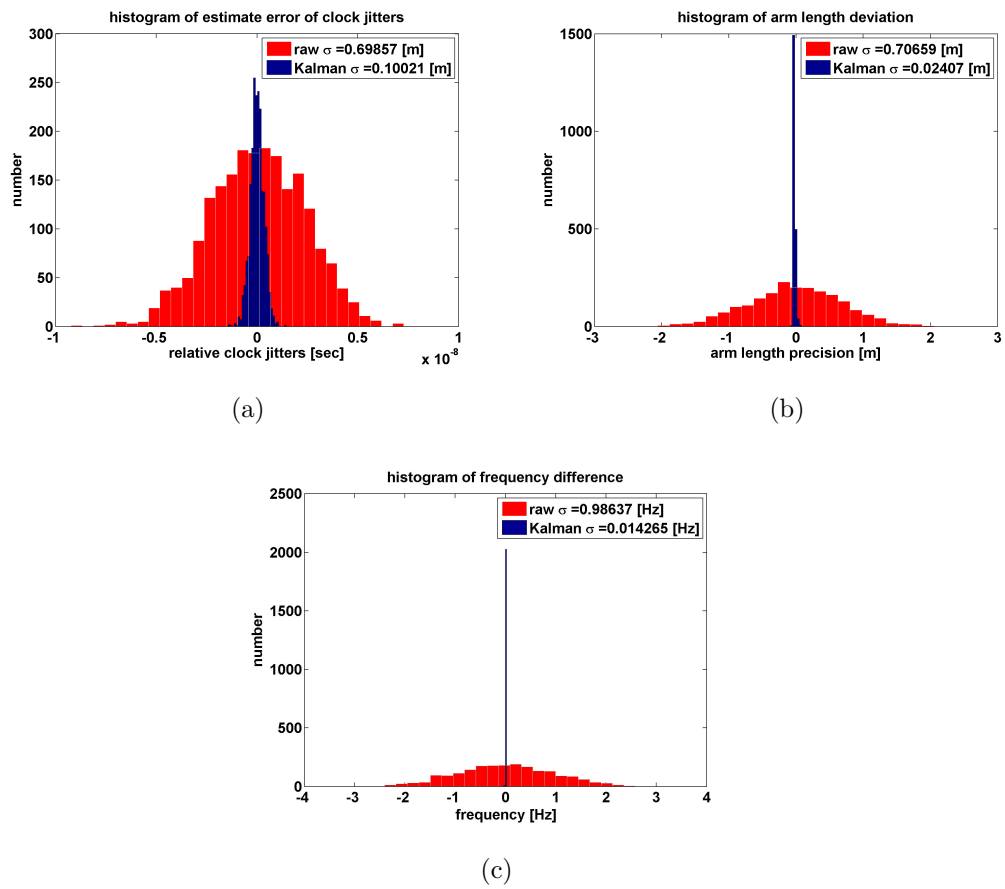 histogram of estimate error of clock jitters
300
250
200
150
100
50
0
number
raw σ =0.69857 [m]
Kalman σ =0.10021 [m]
-1
-0.5
0
0.5
1
relative clock jitters [sec]
x 10⁻⁸
(a)
histogram of arm length deviation
1500
1000
500
0
number
raw σ =0.70659 [m]
Kalman σ =0.02407 [m]
-3
-2
-1
0
1
2
3
arm length precision [m]
(b)
histogram of frequency difference
2500
2000
1500
1000
500
0
number
raw σ =0.98637 [Hz]
Kalman σ =0.014265 [Hz]
-4
-3
-2
-1
0
1
2
3
4
frequency [Hz]
(c)